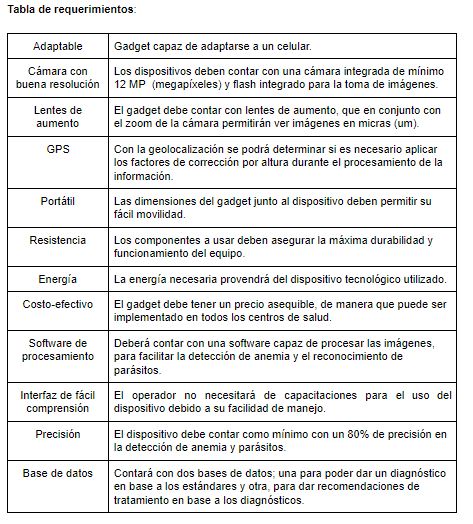 Tabla de requerimientos:
Adaptable
Gadget capaz de adaptarse a un celular.
Cámara con
buena resolución
Los dispositivos deben contar con una cámara integrada de mínimo
12 MP (megapíxeles) y flash integrado para la toma de imágenes.
Lentes de
aumento
El gadget debe contar con lentes de aumento, que en conjunto con
el zoom de la cámara permitirán ver imágenes en micras (um).
GPS
Con la geolocalización se podrá determinar si es necesario aplicar
los factores de corrección por altura durante el procesamiento de la
información.
Portátil
Las dimensiones del gadget junto al dispositivo deben permitir su
fácil movilidad.
Resistencia
Los componentes a usar deben asegurar la máxima durabilidad y
funcionamiento del equipo.
Energía
La energía necesaria provendrá del dispositivo tecnológico utilizado.
Costo-efectivo
El gadget debe tener un precio asequible, de manera que puede ser
implementado en todos los centros de salud.
Software de
procesamiento
Deberá contar con una software capaz de procesar las imágenes,
para facilitar la detección de anemia y el reconocimiento de
parásitos.
Interfaz de fácil
comprensión
El operador no necesitará de capacitaciones para el uso del
dispositivo debido a su facilidad de manejo.
Precisión
El dispositivo debe contar como mínimo con un 80% de precisión en
la detección de anemia y parásitos.
Base de datos
Contará con dos bases de datos; una para poder dar un diagnóstico
en base a los estándares y otra, para dar recomendaciones de
tratamiento en base a los diagnósticos.